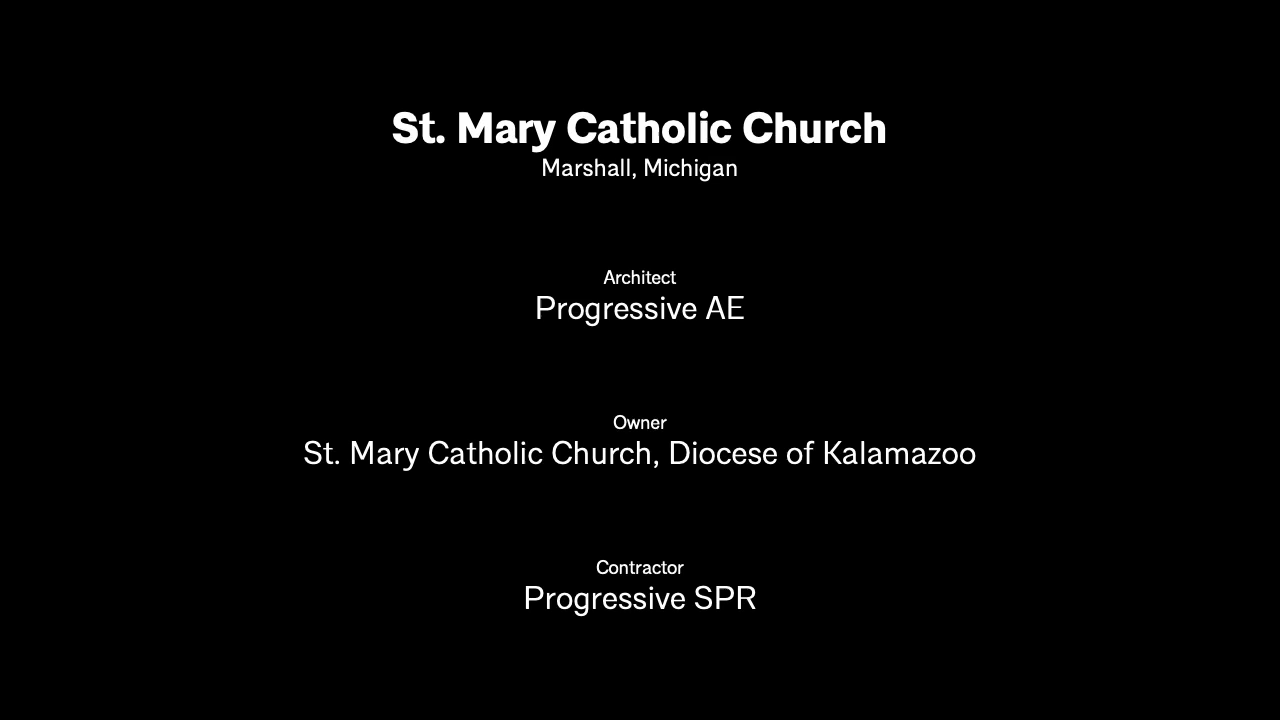 St. Mary Catholic Church
Marshall, Michigan
Architect
Progressive AE
Owner
St. Mary Catholic Church, Diocese of Kalamazoo
Contractor
Progressive SPR